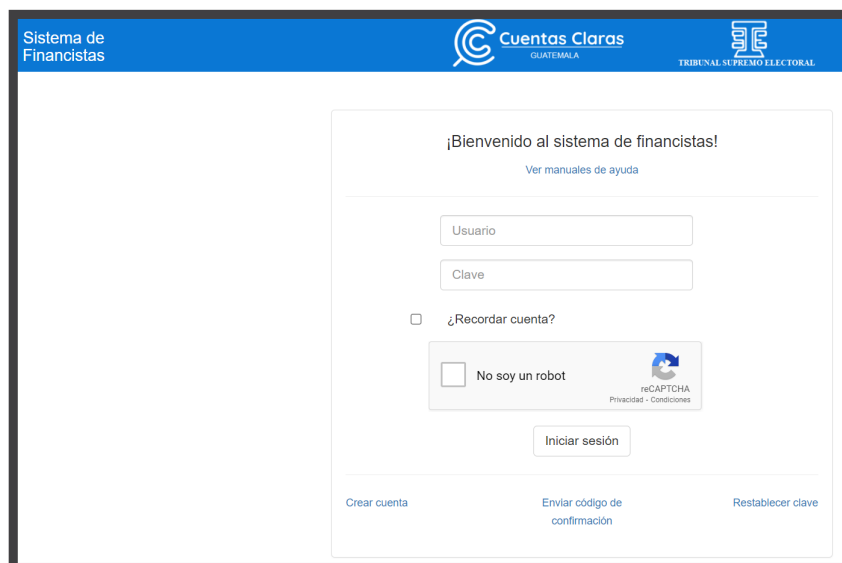 Sistema de
Financistas
Cuentas Claras
GUATEMALA
TRIBUNAL SUPREMO ELECTORAL
¡Bienvenido al sistema de financistas!
Ver manuales de ayuda
Usuario
Clave
¿Recordar cuenta?
No soy un robot
reCAPTCHA
Privacidad - Condiciones
Iniciar sesión
Crear cuenta
Enviar código de
confirmación
Restablecer clave